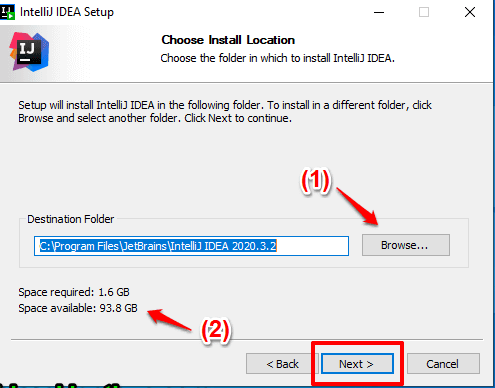 IntelliJ IDEA Setup
IJ
Choose Install Location
Choose the folder in which to install IntelliJ IDEA.
Setup will install IntelliJ IDEA in the following folder. To install in a different folder, click
Browse and select another folder. Click Next to continue.
(1)
Destination Folder
C:\Program Files\JetBrains\IntelliJ IDEA 2020.3.2
Browse...
Space required: 1.6 GB
Space available: 93.8 GB
(2)
< Back
Next >
Cancel